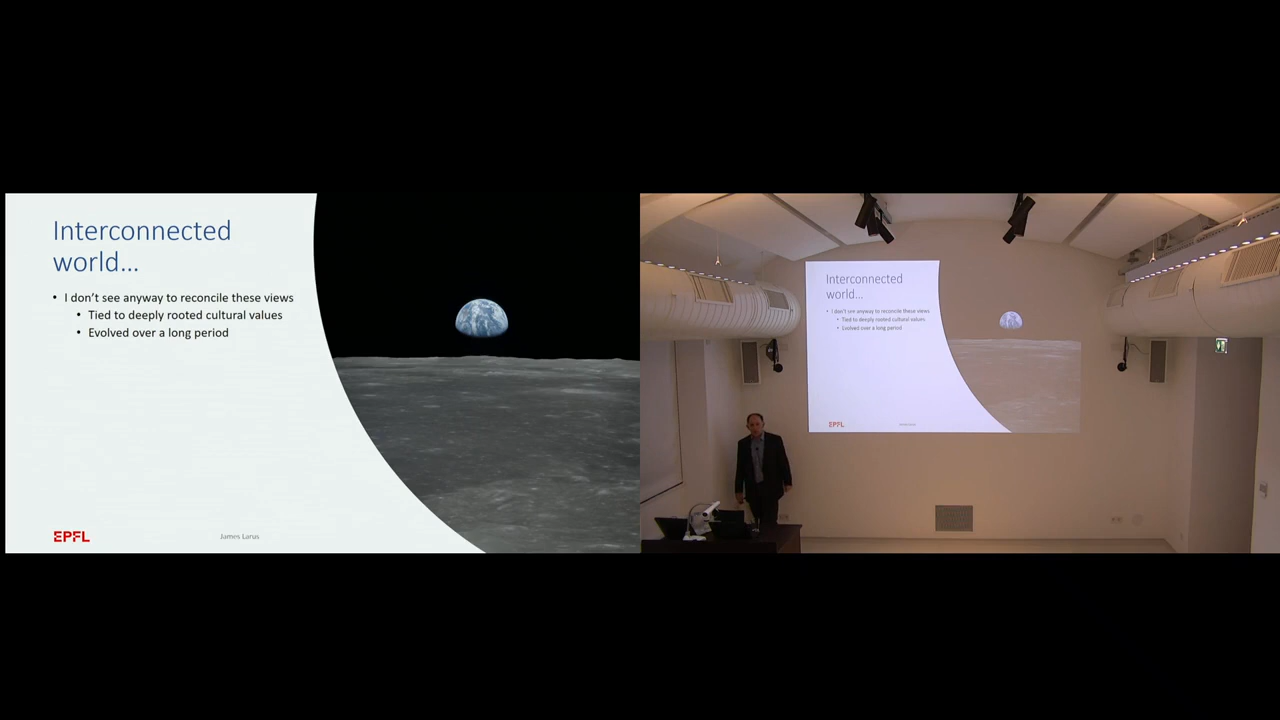 Interconnected
world...
• I don't see anyway to reconcile these views
• Tied to deeply rooted cultural values
• Evolved over a long period
EPFL
James Larus
Interconnected
world...
• I don't see anyway to reconcile these views
• Tied to deeply rooted cultural values
• Evolved over a long period
EPFL